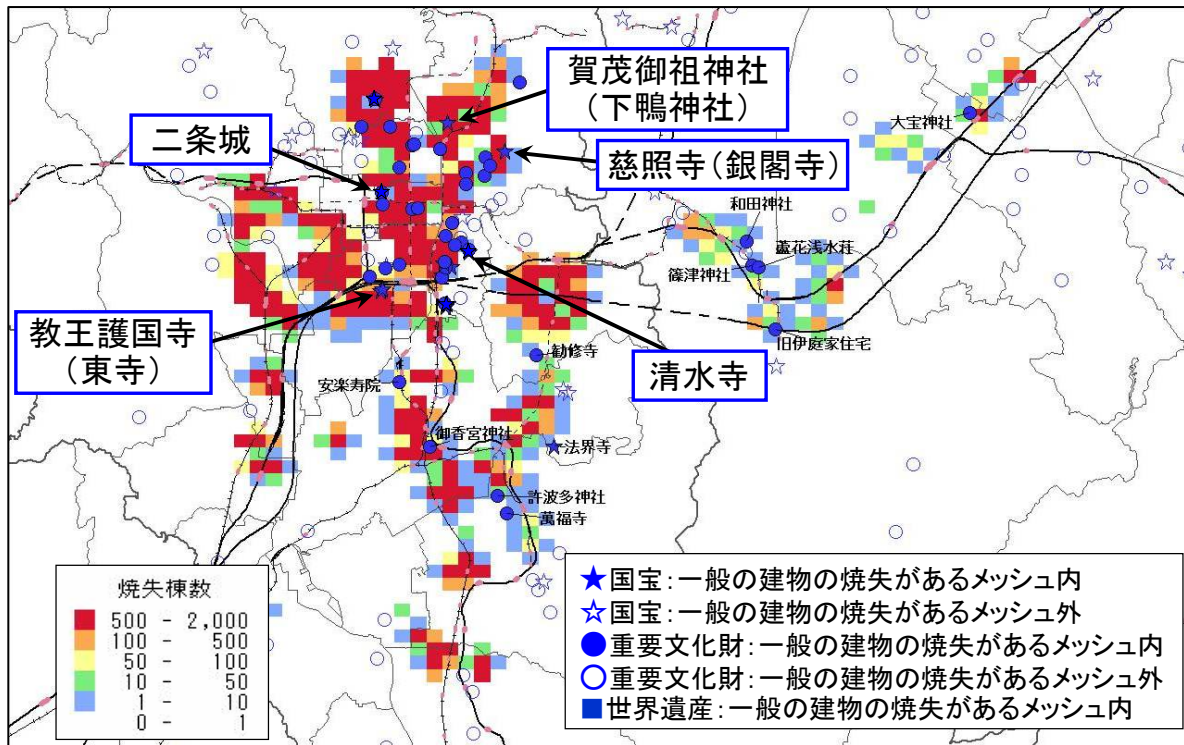 賀茂御祖神社
（下鴨神社）
二条城
大宝神社
慈照寺（銀閣寺）
和田神社
蘆花浅水荘
篠津神社
教王護国寺
（東寺）
旧伊庭家住宅
勧修寺
清水寺
安楽寿院
御香宮神社
法界寺
許波多神社
萬福寺
焼失棟数
500 - 2,000
100 - 500
50 - 100
10 - 50
1 - 10
0 - 1
★国宝：一般の建物の焼失があるメッシュ内
☆国宝：一般の建物の焼失があるメッシュ外
●重要文化財：一般の建物の焼失があるメッシュ内
○重要文化財：一般の建物の焼失があるメッシュ外
■世界遺産：一般の建物の焼失があるメッシュ内